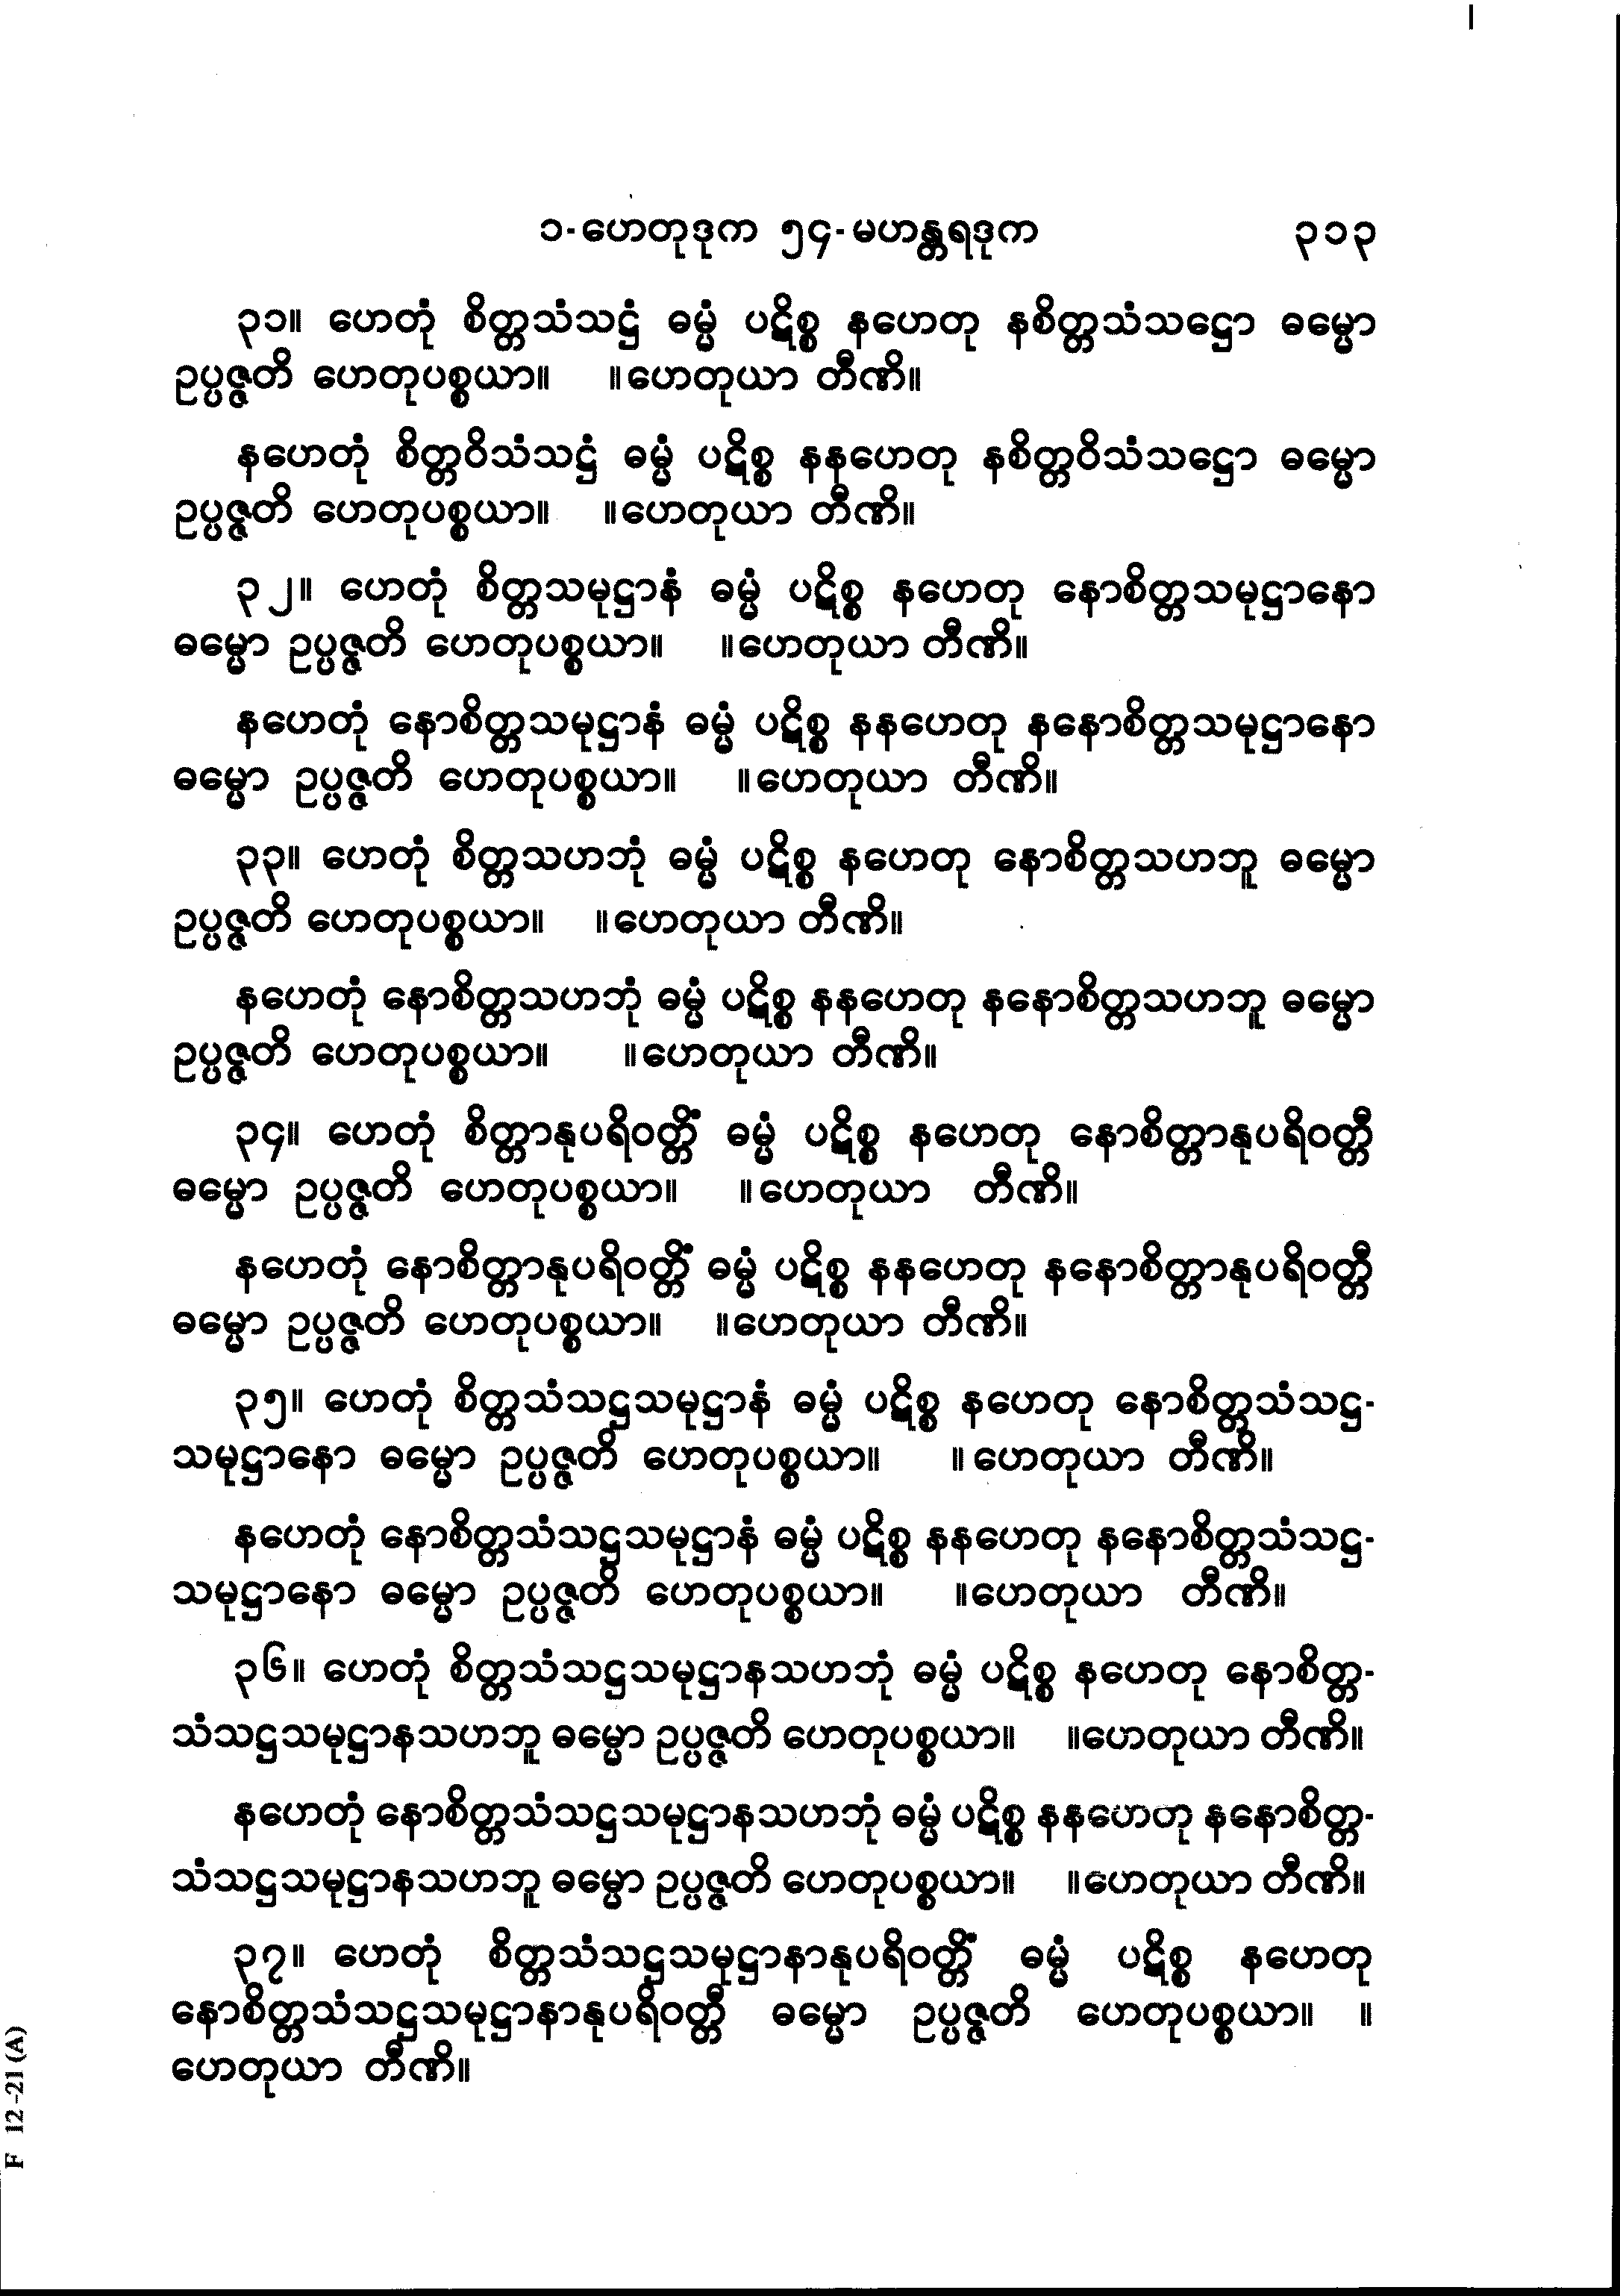 ၁-ဟေတုဒုက ၅၄-မဟန္တရဒုက ၃၁၃
၃၁။ ဟေတုံ စိတ္တသံသဋ္ဌံ ဓမ္မံ ပဋိစ္စ နဟေတု နစိတ္တသံသဋ္ဌော ဓမ္မော
ဥပ္ပဇ္ဇတိ ဟေတုပစ္စယာ။ ။ဟေတုယာ တီဏိ။
နဟေတုံ စိတ္တဝိသံသဋ္ဌံ ဓမ္မံ ပဋိစ္စ နနဟေတု နစိတ္တဝိသံသဋ္ဌော ဓမ္မော
ဥပ္ပဇ္ဇတိ ဟေတုပစ္စယာ။ ။ဟေတုယာ တီဏိ။
၃၂။ ဟေတုံ စိတ္တသမုဋ္ဌာနံ ဓမ္မံ ပဋိစ္စ နဟေတု နောစိတ္တသမုဋ္ဌာနော
ဓမ္မော ဥပ္ပဇ္ဇတိ ဟေတုပစ္စယာ။ ။ဟေတုယာ တီဏိ။
နဟေတုံ နောစိတ္တသမုဋ္ဌာနံ ဓမ္မံ ပဋိစ္စ နနဟေတု နနောစိတ္တသမုဋ္ဌာနော
ဓမ္မော ဥပ္ပဇ္ဇတိ ဟေတုပစ္စယာ။ ။ဟေတုယာ တီဏိ။
၃၃။ ဟေတုံ စိတ္တသဟဘုံ ဓမ္မံ ပဋိစ္စ နဟေတု နောစိတ္တသဟဘူ ဓမ္မော
ဥပ္ပဇ္ဇတိ ဟေတုပစ္စယာ။ ။ဟေတုယာ တီဏိ။
နဟေတုံ နောစိတ္တသဟဘုံ ဓမ္မံ ပဋိစ္စ နနဟေတု နနောစိတ္တသဟဘူ ဓမ္မော
ဥပ္ပဇ္ဇတိ ဟေတုပစ္စယာ။ ။ဟေတုယာ တီဏိ။
၃၄။ ဟေတုံ စိတ္တာနုပရိဝတ္တိံ ဓမ္မံ ပဋိစ္စ နဟေတု နောစိတ္တာနုပရိဝတ္တီ
ဓမ္မော ဥပ္ပဇ္ဇတိ ဟေတုပစ္စယာ။ ။ဟေတုယာ တီဏိ။
နဟေတုံ နောစိတ္တာနုပရိဝတ္တိံ ဓမ္မံ ပဋိစ္စ နနဟေတု နနောစိတ္တာနုပရိဝတ္တီ
ဓမ္မော ဥပ္ပဇ္ဇတိ ဟေတုပစ္စယာ။ ။ဟေတုယာ တီဏိ။
၃၅။ ဟေတုံ စိတ္တသံသဋ္ဌသမုဋ္ဌာနံ ဓမ္မံ ပဋိစ္စ နဟေတု နောစိတ္တသံသဋ္ဌ-
သမုဋ္ဌာနော ဓမ္မော ဥပ္ပဇ္ဇတိ ဟေတုပစ္စယာ။ ။ဟေတုယာ တီဏိ။
နဟေတုံ နောစိတ္တသံသဋ္ဌသမုဋ္ဌာနံ ဓမ္မံ ပဋိစ္စ နနဟေတု နနောစိတ္တသံသဋ္ဌ-
သမုဋ္ဌာနော ဓမ္မော ဥပ္ပဇ္ဇတိ ဟေတုပစ္စယာ။ ။ဟေတုယာ တီဏိ။
၃၆။ ဟေတုံ စိတ္တသံသဋ္ဌသမုဋ္ဌာနသဟဘုံ ဓမ္မံ ပဋိစ္စ နဟေတု နောစိတ္တ-
သံသဋ္ဌသမုဋ္ဌာနသဟဘူ ဓမ္မော ဥပ္ပဇ္ဇတိ ဟေတုပစ္စယာ။ ။ဟေတုယာ တီဏိ။
နဟေတုံ နောစိတ္တသံသဋ္ဌသမုဋ္ဌာနသဟဘုံ ဓမ္မံ ပဋိစ္စ နနဟေတု နနောစိတ္တ-
သံသဋ္ဌသမုဋ္ဌာနသဟဘူ ဓမ္မော ဥပ္ပဇ္ဇတိ ဟေတုပစ္စယာ။ ။ဟေတုယာ တီဏိ။
၃၇။ ဟေတုံ စိတ္တသံသဋ္ဌသမုဋ္ဌာနာနုပရိဝတ္တိံ ဓမ္မံ ပဋိစ္စ နဟေတု
နောစိတ္တသံသဋ္ဌသမုဋ္ဌာနာနုပရိဝတ္တီ ဓမ္မော ဥပ္ပဇ္ဇတိ ဟေတုပစ္စယာ။ ။
ဟေတုယာ တီဏိ။
F 12-21 (A)